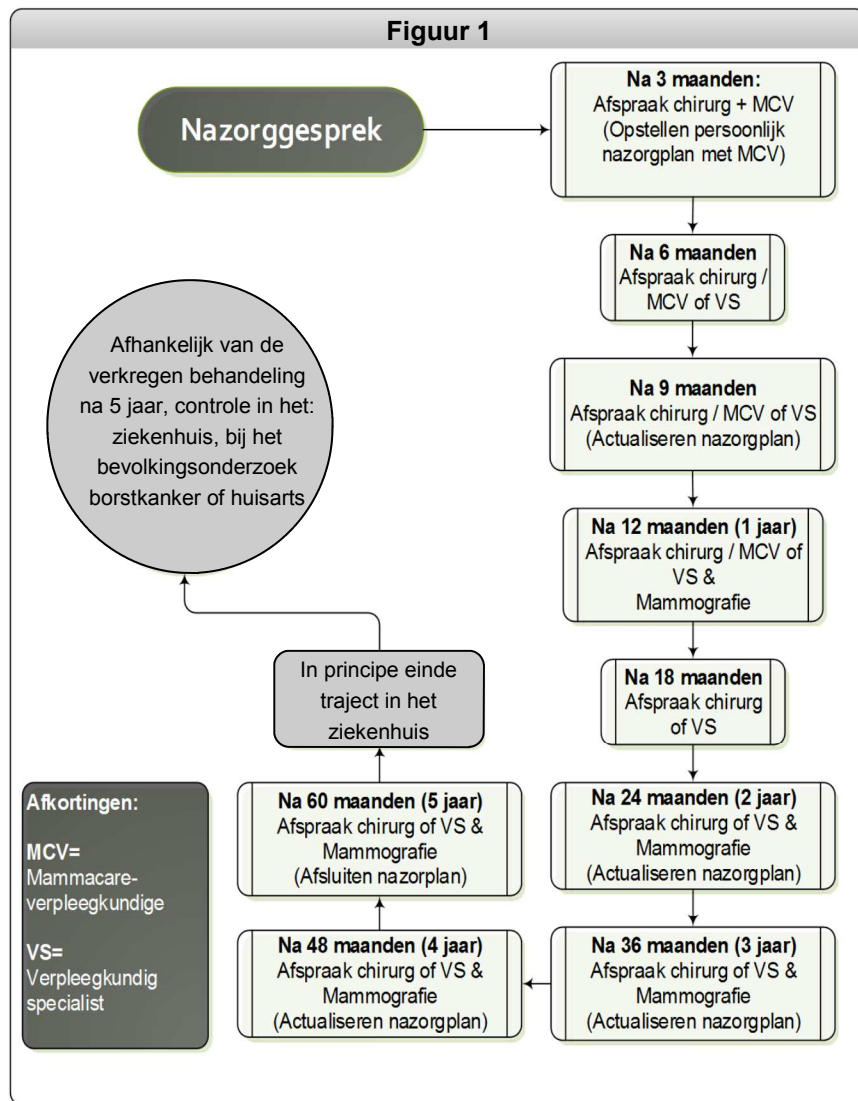 Figuur 1
Nazorggesprek
Na 3 maanden:
Afspraak chirurg + MCV
(Opstellen persoonlijk
nazorgplan met MCV)
Na 6 maanden
Afspraak chirurg /
MCV of VS
Na 9 maanden
Afspraak chirurg / MCV of VS
(Actualiseren nazorgplan)
Na 12 maanden (1 jaar)
Afspraak chirurg / MCV of
VS &
Mammografie
Na 18 maanden
Afspraak chirurg
of VS
Na 24 maanden (2 jaar)
Afspraak chirurg of VS &
Mammografie
(Actualiseren nazorgplan)
Na 36 maanden (3 jaar)
Afspraak chirurg of VS &
Mammografie
(Actualiseren nazorgplan)
Na 48 maanden (4 jaar)
Afspraak chirurg of VS &
Mammografie
(Actualiseren nazorgplan)
Na 60 maanden (5 jaar)
Afspraak chirurg of VS &
Mammografie
(Afsluiten nazorplan)
In principe einde
traject in het
ziekenhuis
Afhankelijk van de
verkregen behandeling
na 5 jaar, controle in het:
ziekenhuis, bij het
bevolkingsonderzoek
borstkanker of huisarts
Afkortingen:
MCV=
Mammacare-
verpleegkundige
VS=
Verpleegkundig
specialist